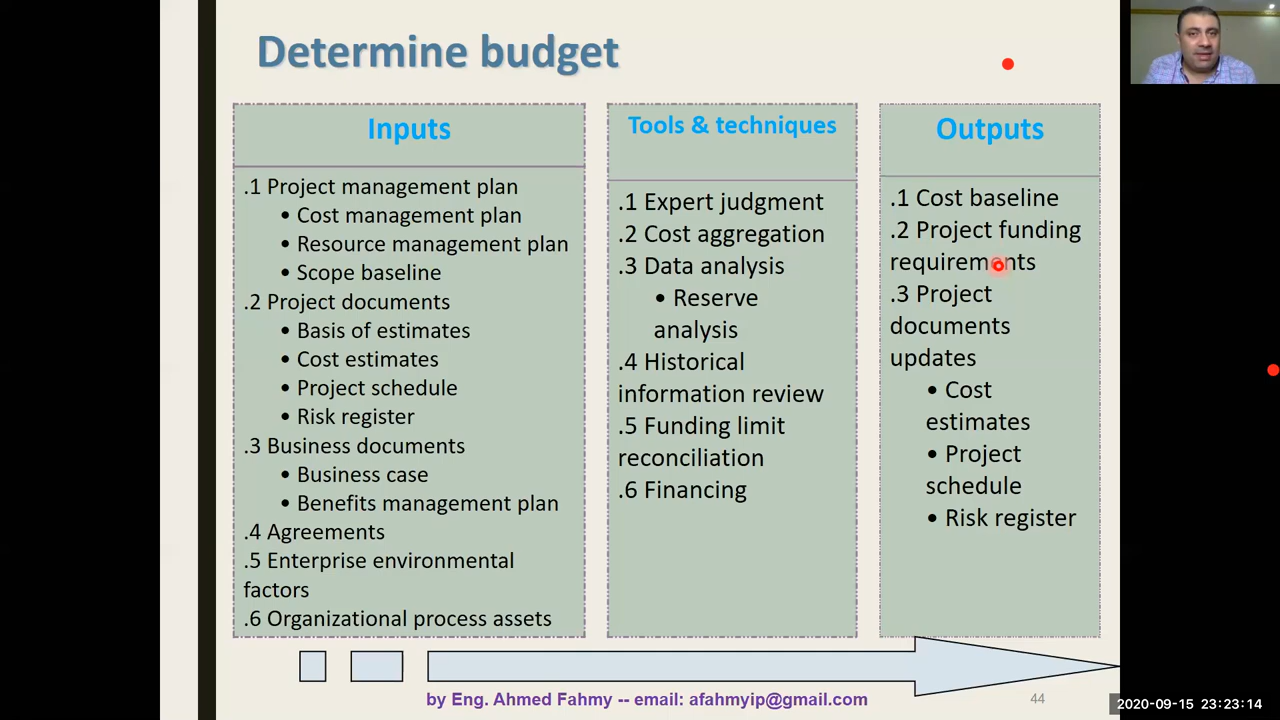 Determine budget
Inputs
.1 Project management plan
• Cost management plan
• Resource management plan
• Scope baseline
.2 Project documents
• Basis of estimates
• Cost estimates
• Project schedule
• Risk register
.3 Business documents
• Business case
• Benefits management plan
.4 Agreements
.5 Enterprise environmental
factors
.6 Organizational process assets
Tools & techniques
.1 Expert judgment
.2 Cost aggregation
.3 Data analysis
• Reserve
analysis
.4 Historical
information review
.5 Funding limit
reconciliation
.6 Financing
Outputs
.1 Cost baseline
.2 Project funding
requirements
.3 Project
documents
updates
• Cost
estimates
• Project
schedule
• Risk register
by Eng. Ahmed Fahmy -- email: afahmyip@gmail.com
44
2020-09-15 23:23:14